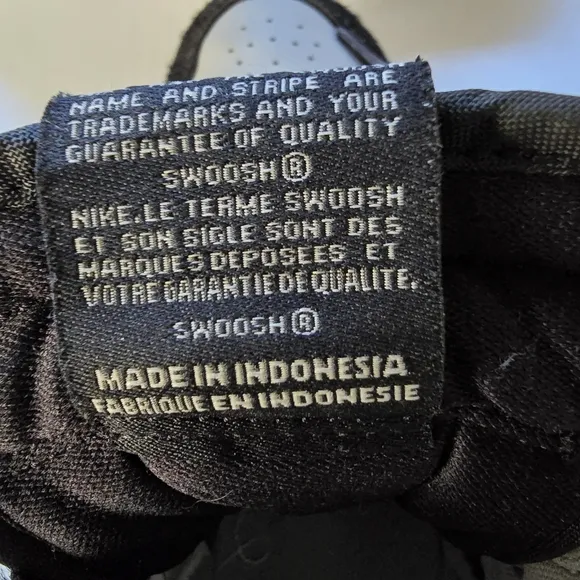 NAME AND STRIPE ARE
TRADEMARKS AND YOUR
GUARANTEE OF QUALITY
SWOOSH®
NIKE, LE TERME SWOOSH
ET SON SIGLE SONT DES
MARQUES DEPOSEES ET
VOTRE GARANTIE DE QUALITE.
SWOOSH®
MADE IN INDONESIA
FABRIQUE EN INDONESIE